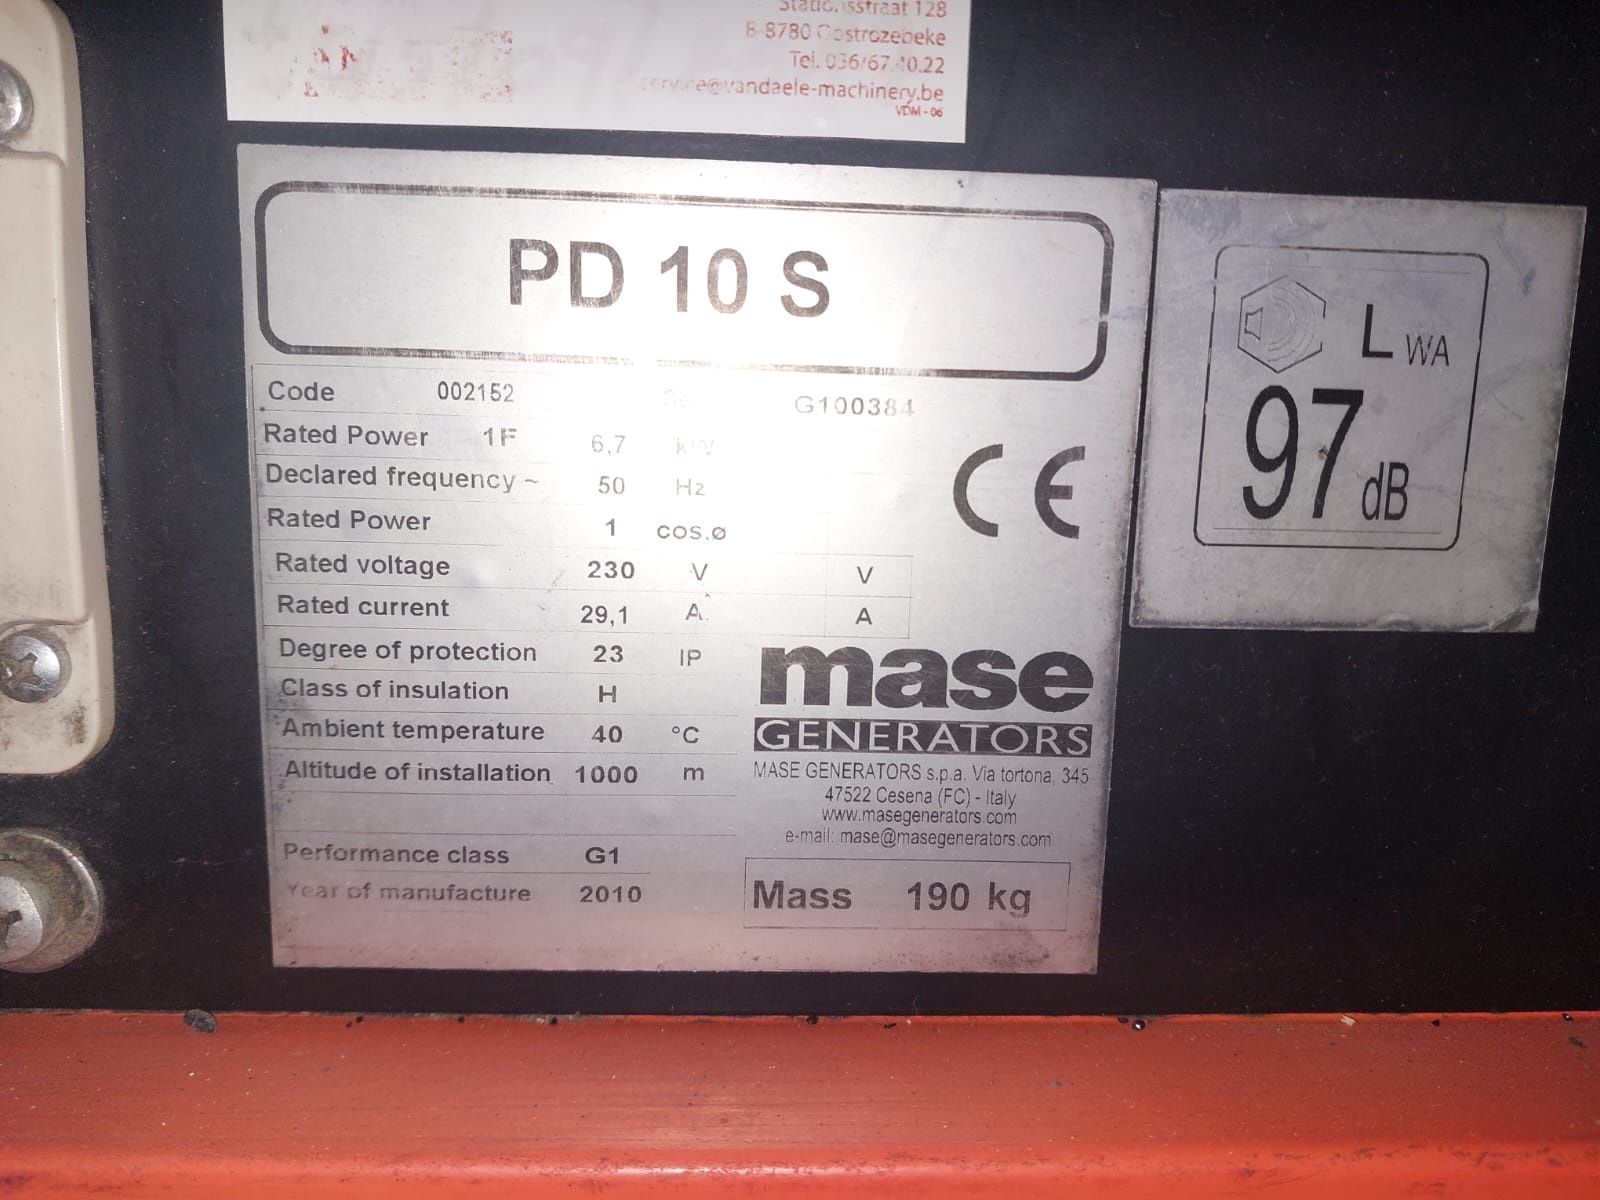 Stationsstraat 128
B-8780 Oostrozebeke
Tel. 056/67.40.22
service@vandaele-machinery.be
VDM - 06
PD 10 S
Code 002152 G100384
Rated Power 1F 6,7 kW
Declared frequency ~ 50 Hz
Rated Power 1 cos.ø
Rated voltage 230 V V
Rated current 29,1 A A
Degree of protection 23 IP
Class of insulation H
Ambient temperature 40 °C
Altitude of installation 1000 m
Performance class G1
Year of manufacture 2010
CE
mase
GENERATORS
MASE GENERATORS s.p.a. Via tortona, 345
47522 Cesena (FC) - Italy
www.masegenerators.com
e-mail: mase@masegenerators.com
Mass 190 kg
LWA
97 dB